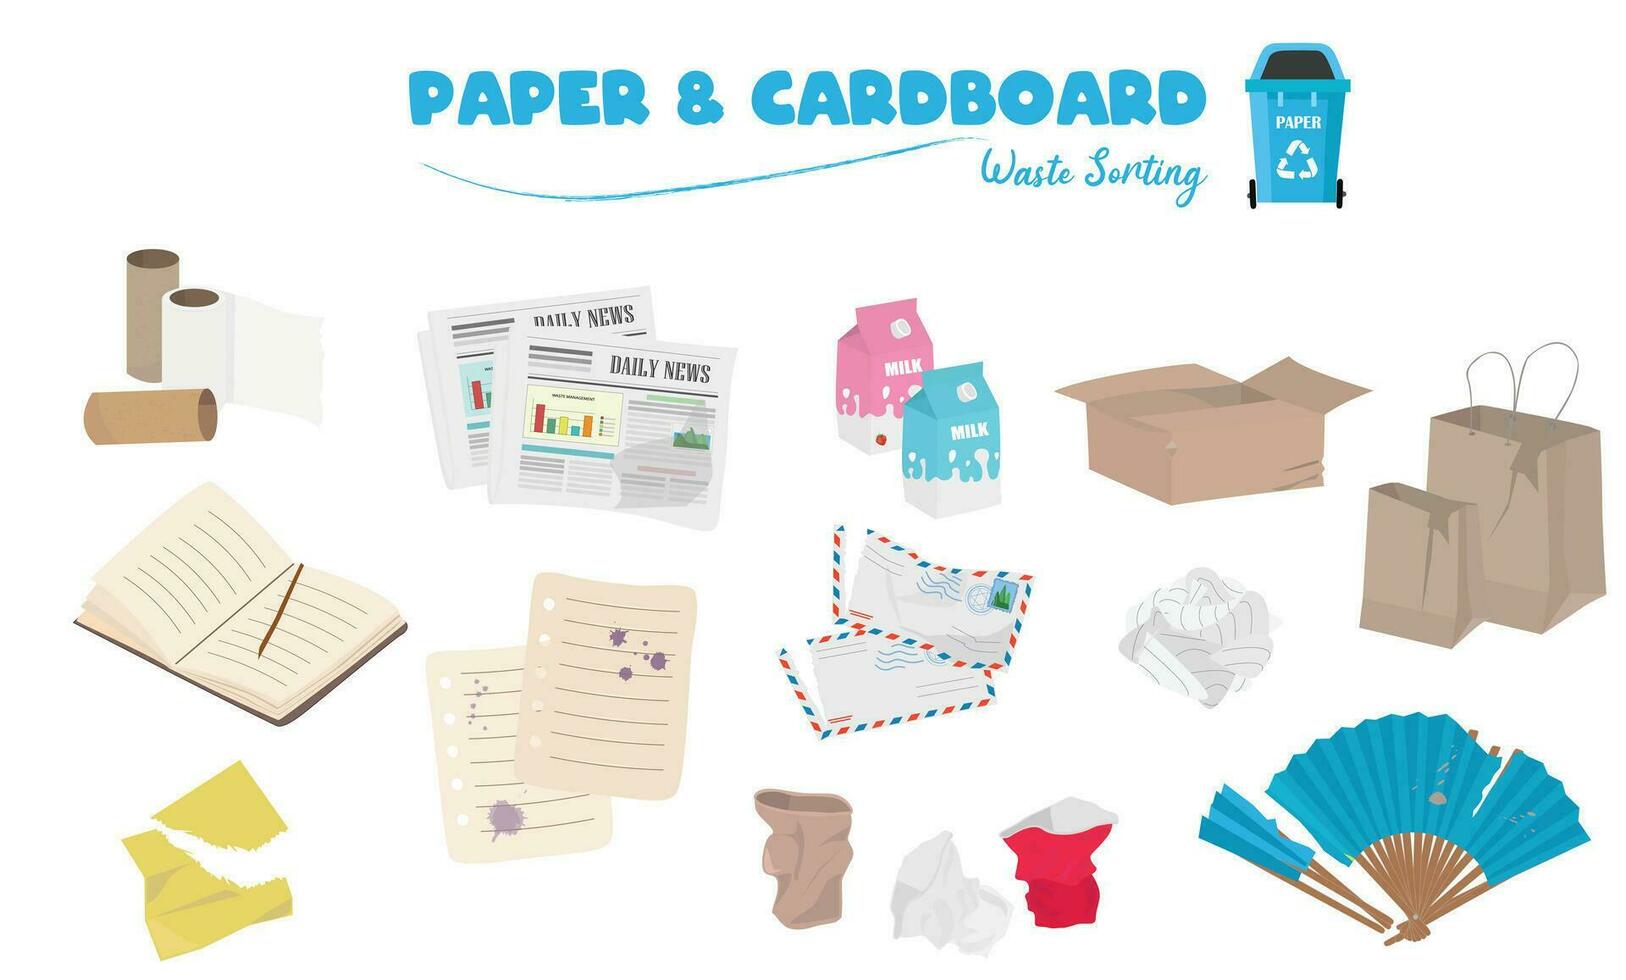 PAPER & CARDBOARD
Waste Sorting
PAPER
DAILY NEWS
DAILY NEWS
WASTE MANAGEMENT
MILK
MILK